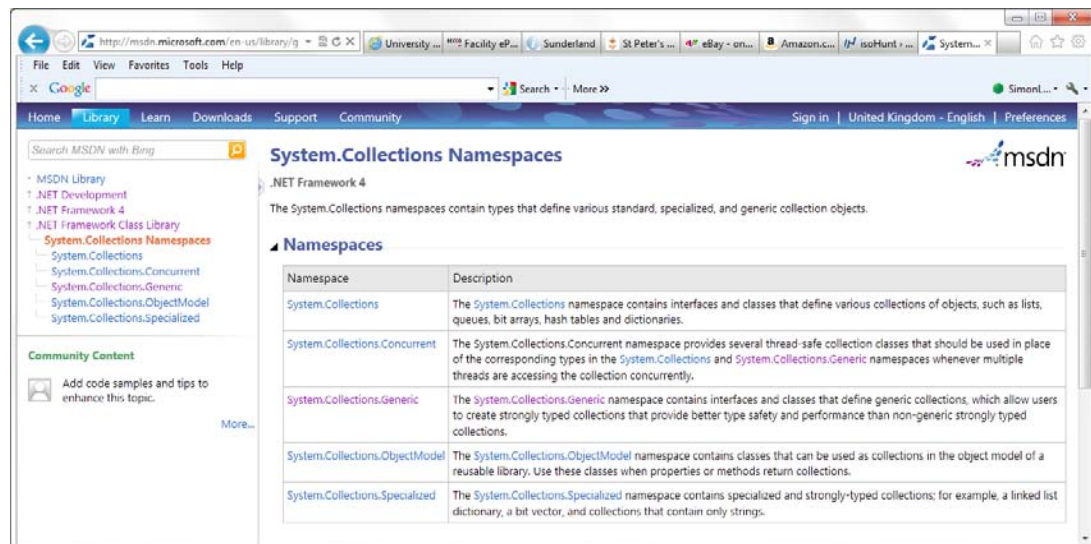 http://msdn.microsoft.com/en-us/library/g
University ...
Facility eP...
Sunderland
St Peter's ...
eBay - on...
Amazon.c...
isoHunt › ...
System...
File Edit View Favorites Tools Help
x Google
Search
More »
SimonL...
Home Library Learn Downloads Support Community
Sign in | United Kingdom - English | Preferences
Search MSDN with Bing
MSDN Library
.NET Development
.NET Framework 4
.NET Framework Class Library
System.Collections Namespaces
System.Collections
System.Collections.Concurrent
System.Collections.Generic
System.Collections.ObjectModel
System.Collections.Specialized
Community Content
Add code samples and tips to
enhance this topic.
More...
System.Collections Namespaces
msdn
.NET Framework 4
The System.Collections namespaces contain types that define various standard, specialized, and generic collection objects.
Namespaces
Namespace Description
System.Collections
The System.Collections namespace contains interfaces and classes that define various collections of objects, such as lists,
queues, bit arrays, hash tables and dictionaries.
System.Collections.Concurrent
The System.Collections.Concurrent namespace provides several thread-safe collection classes that should be used in place
of the corresponding types in the System.Collections and System.Collections.Generic namespaces whenever multiple
threads are accessing the collection concurrently.
System.Collections.Generic
The System.Collections.Generic namespace contains interfaces and classes that define generic collections, which allow users
to create strongly typed collections that provide better type safety and performance than non-generic strongly typed
collections.
System.Collections.ObjectModel
The System.Collections.ObjectModel namespace contains classes that can be used as collections in the object model of a
reusable library. Use these classes when properties or methods return collections.
System.Collections.Specialized
The System.Collections.Specialized namespace contains specialized and strongly-typed collections; for example, a linked list
dictionary, a bit vector, and collections that contain only strings.